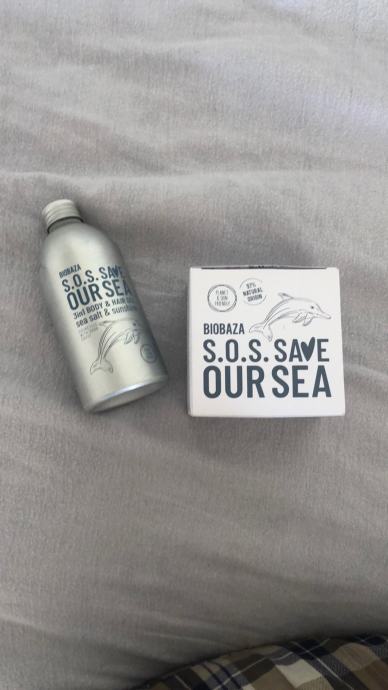 BIOBAZA
S.O.S. SAVE
OUR SEA
3in1 BODY & HAIR
sea salt & sunshine
PLANET
& SKIN
FRIENDLY
97%
NATURAL
ORIGIN
BIOBAZA
S.O.S. SAVE
OUR SEA